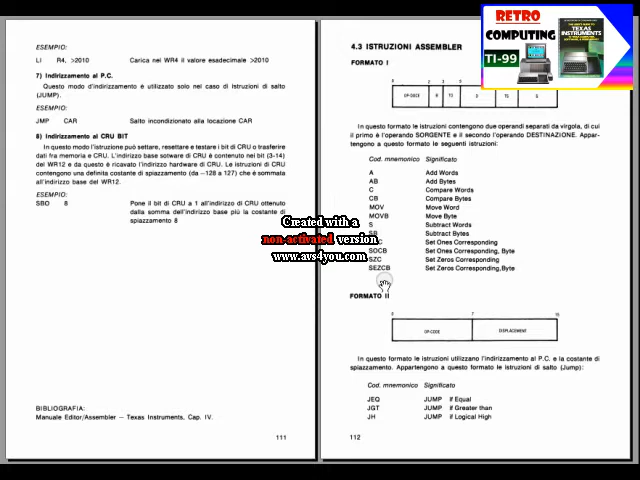 ESEMPIO:
LI R4, >2010 Carica nel WR4 il valore esadecimale >2010
7) Indirizzamento al P.C.
Questo modo d'indirizzamento è utilizzato solo nel caso di istruzioni di salto
(JUMP).
ESEMPIO:
JMP CAR Salto incondizionato alla locazione CAR
8) Indirizzamento al CRU BIT
In questo modo l'istruzione può settare, resettare e testare i bit di CRU o trasferire
dati fra memoria e CRU. L'indirizzo base sotware di CRU è contenuto nei bit (3-14)
del WR12 e da questo è ricavato l'indirizzo hardware di CRU. Le istruzioni di CRU
contengono una definita costante di spiazzamento (da −128 a 127) che è sommata
all'indirizzo base del WR12.
ESEMPIO:
SBO 8 Pone il bit di CRU a 1 all'indirizzo di CRU ottenuto
dalla somma dell'indirizzo base più la costante di
spiazzamento 8
BIBLIOGRAFIA:
Manuale Editor/Assembler — Texas Instruments, Cap. IV.
111
4.3 ISTRUZIONI ASSEMBLER
FORMATO I
OP-CODE B TD D TS S
In questo formato le istruzioni contengono due operandi separati da virgola, di cui
il primo è l'operando SORGENTE e il secondo l'operando DESTINAZIONE. Appar-
tengono a questo formato le seguenti istruzioni:
Cod. mnemonico Significato
A Add Words
AB Add Bytes
C Compare Words
CB Compare Bytes
MOV Move Word
MOVB Move Byte
S Subtract Words
SB Subtract Bytes
Set Ones Corresponding
SOCB Set Ones Corresponding, Byte
SZC Set Zeros Corresponding
SEZCB Set Zeros Corresponding,Byte
FORMATO II
0 7 15
OP-CODE DISPLACEMENT
In questo formato le istruzioni utilizzano l'indirizzamento al P.C. e la costante di
spiazzamento. Appartengono a questo formato le istruzioni di salto (Jump):
Cod. mnemonico Significato
JEQ JUMP if Equal
JGT JUMP if Greater than
JH JUMP if Logical High
112
RETRO
COMPUTING
TI-99
TEXAS
INSTRUMENTS
Created with a
non-activated version
www.avs4you.com